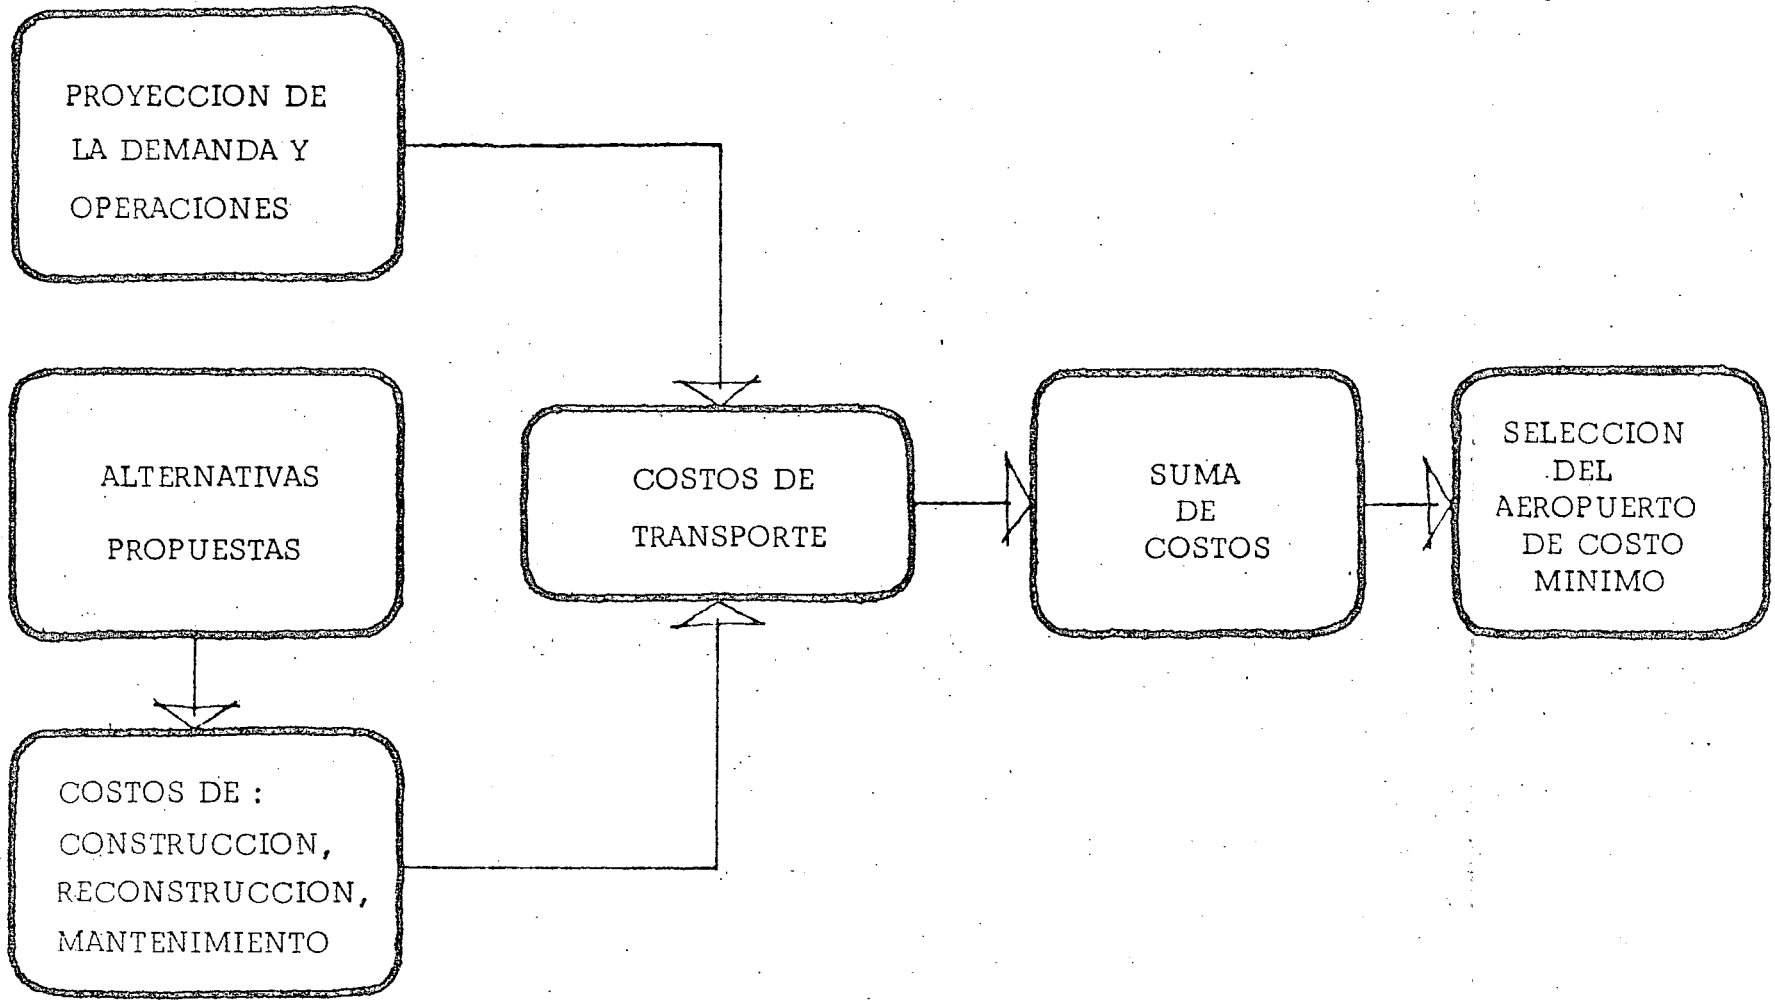 PROYECCION DE
LA DEMANDA Y
OPERACIONES
ALTERNATIVAS
PROPUESTAS
COSTOS DE :
CONSTRUCCION,
RECONSTRUCCION,
MANTENIMIENTO
COSTOS DE
TRANSPORTE
SUMA
DE
COSTOS
SELECCION
DEL
AEROPUERTO
DE COSTO
MINIMO